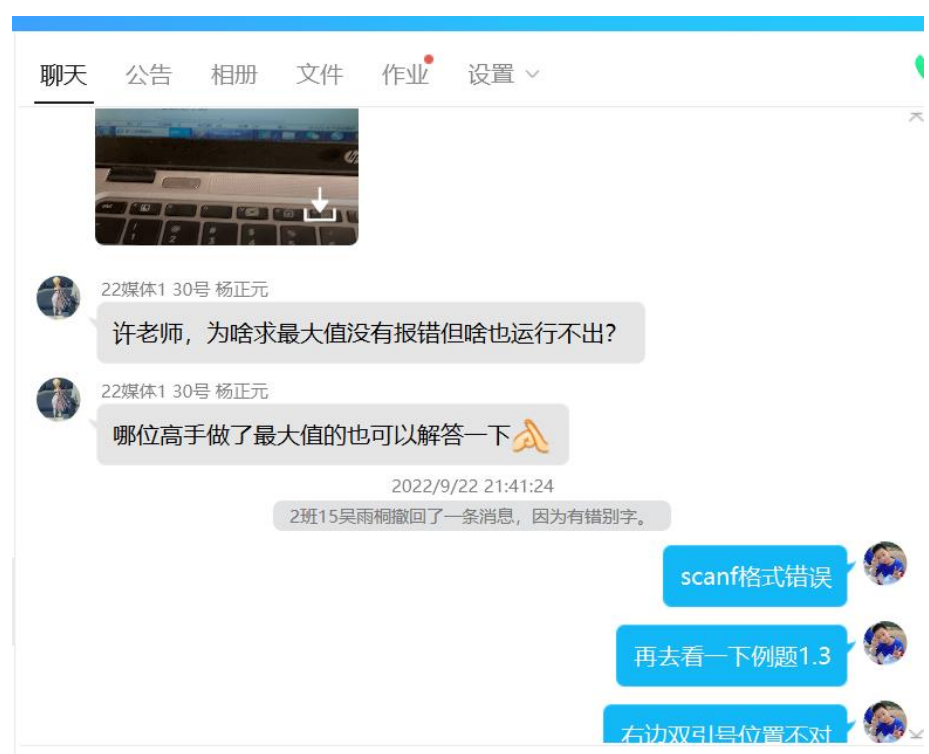 聊天 公告 相册 文件 作业 设置
22媒体1 30号 杨正元
许老师，为啥求最大值没有报错但啥也运行不出?
22媒体1 30号 杨正元
哪位高手做了最大值的也可以解答一下
2022/9/22 21:41:24
2班15吴雨桐撤回了一条消息，因为有错别字。
scanf格式错误
再去看一下例题1.3
右边双引号位置不对